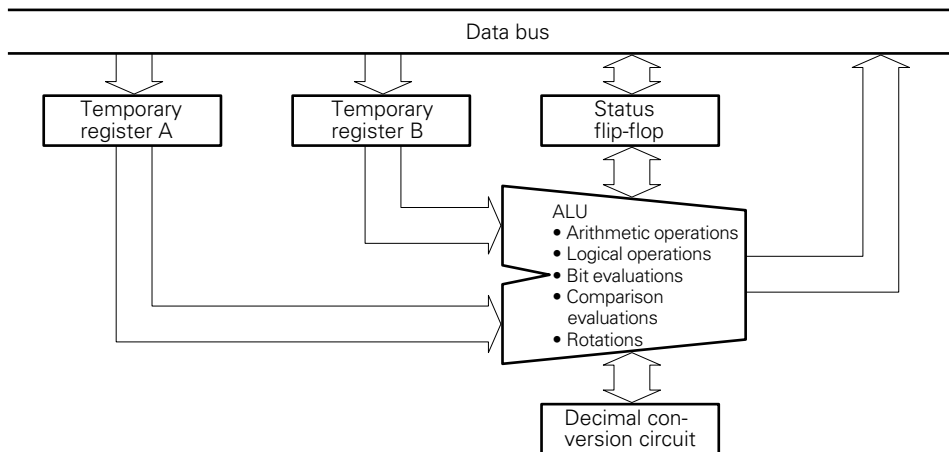 Data bus
Temporary
register A
Temporary
register B
Status
flip-flop
ALU
• Arithmetic operations
• Logical operations
• Bit evaluations
• Comparison
evaluations
• Rotations
Decimal con-
version circuit